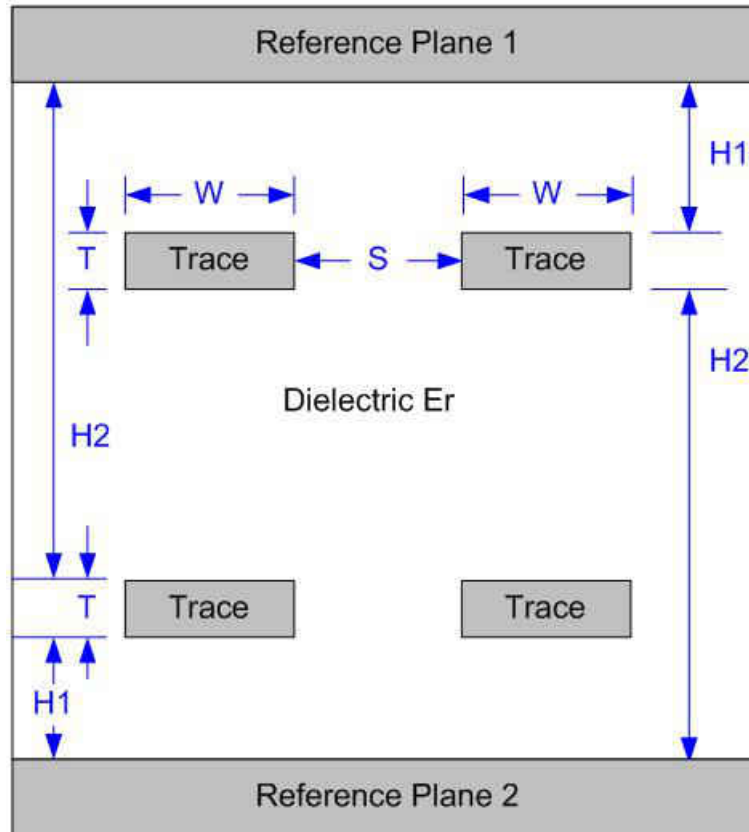 Reference Plane 1
H1
W W
T Trace S Trace
H2
Dielectric Er
H2
T Trace Trace
H1
Reference Plane 2